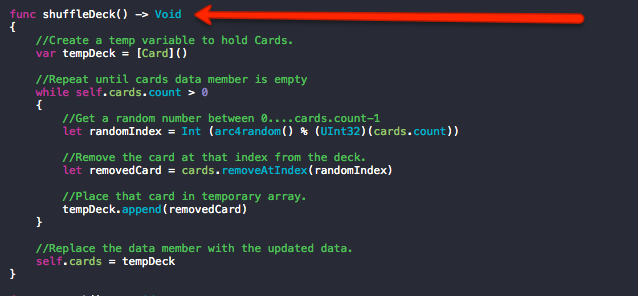 func shuffleDeck() -> Void
{
//Create a temp variable to hold Cards.
var tempDeck = [Card]()
//Repeat until cards data member is empty
while self.cards.count > 0
{
//Get a random number between 0....cards.count-1
let randomIndex = Int (arc4random() % (UInt32)(cards.count))
//Remove the card at that index from the deck.
let removedCard = cards.removeAtIndex(randomIndex)
//Place that card in temporary array.
tempDeck.append(removedCard)
}
//Replace the data member with the updated data.
self.cards = tempDeck
}